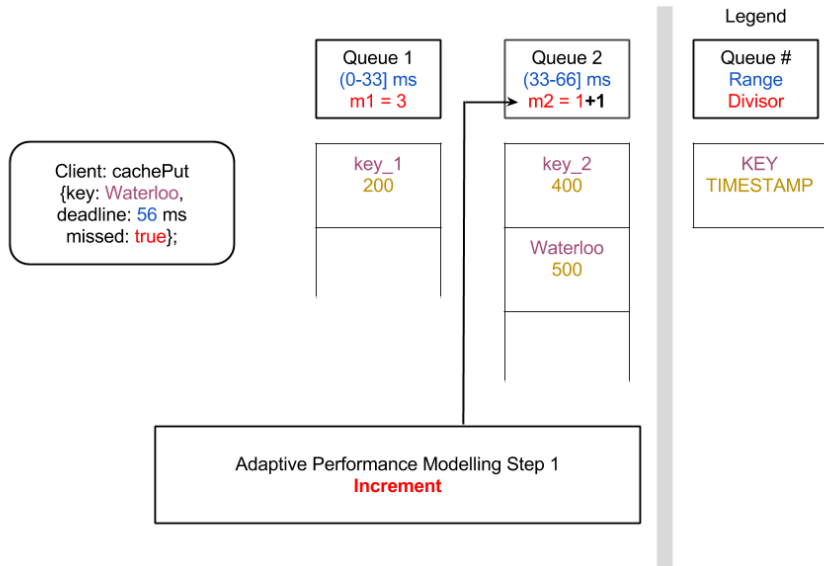 Legend
Queue 1
(0-33] ms
m1 = 3
Queue 2
(33-66] ms
m2 = 1+1
Queue #
Range
Divisor
Client: cachePut
{key: Waterloo,
deadline: 56 ms
missed: true};
key_1
200
key_2
400
Waterloo
500
KEY
TIMESTAMP
Adaptive Performance Modelling Step 1
Increment